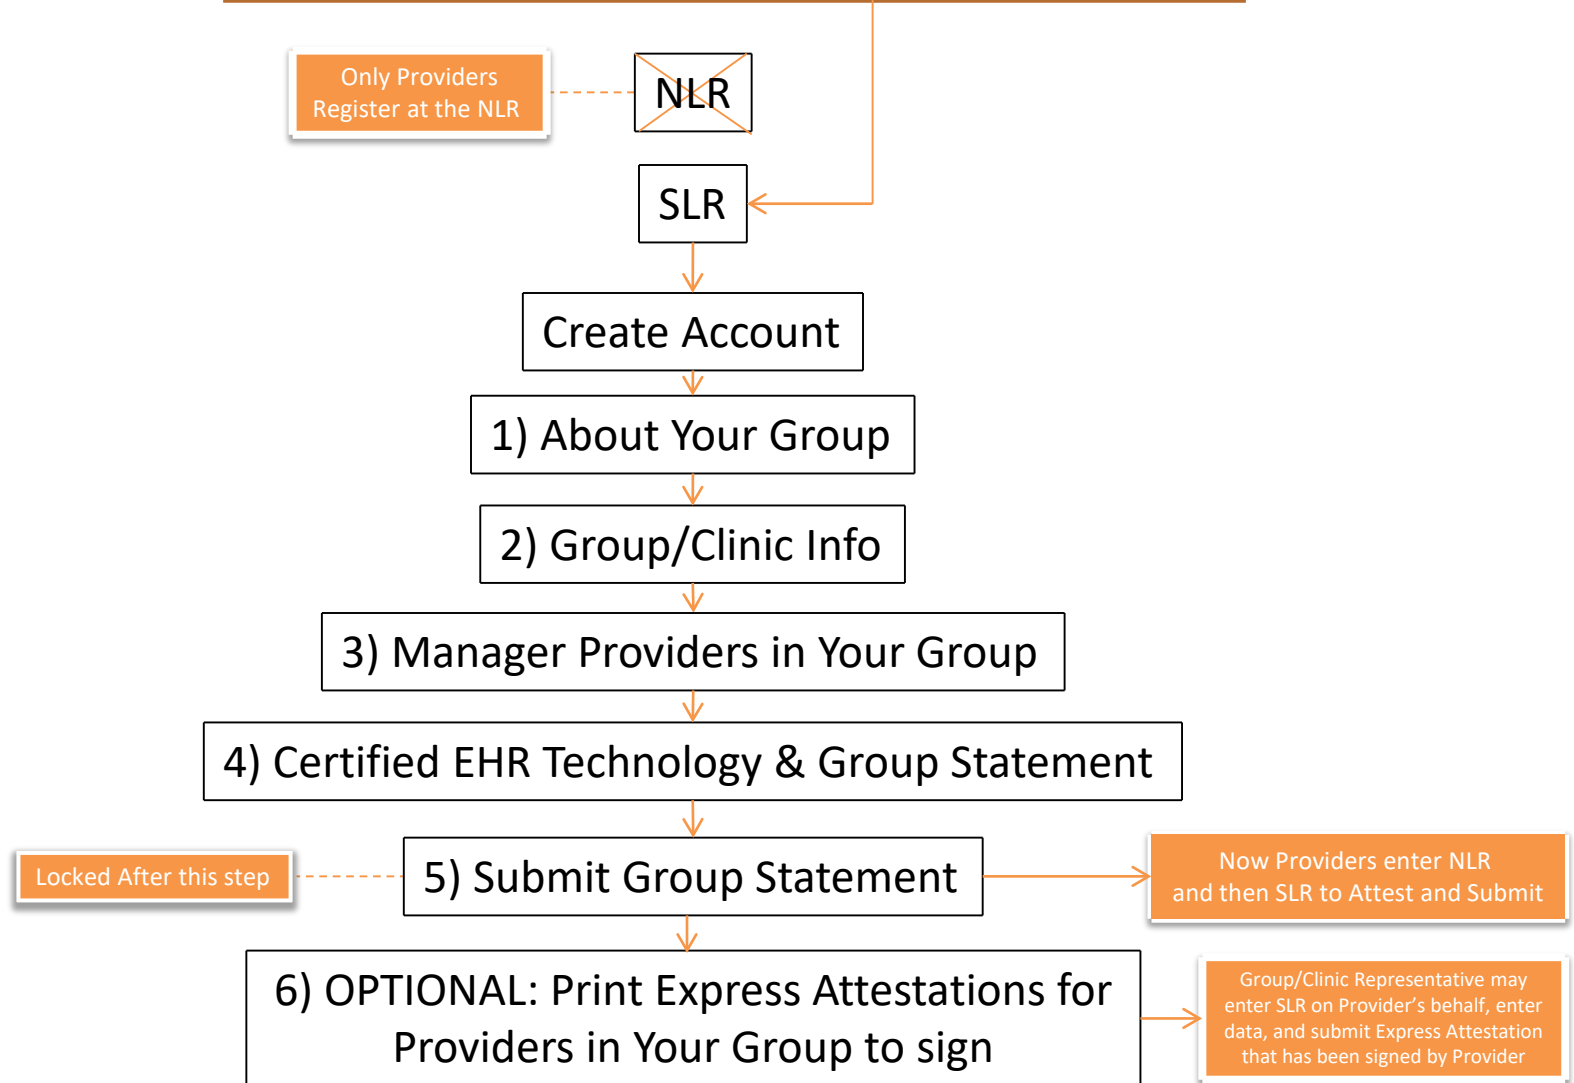 Only Providers
Register at the NLR
NLR
SLR
Create Account
1) About Your Group
2) Group/Clinic Info
3) Manager Providers in Your Group
4) Certified EHR Technology & Group Statement
Locked After this step
5) Submit Group Statement
Now Providers enter NLR
and then SLR to Attest and Submit
6) OPTIONAL: Print Express Attestations for
Providers in Your Group to sign
Group/Clinic Representative may
enter SLR on Provider’s behalf, enter
data, and submit Express Attestation
that has been signed by Provider